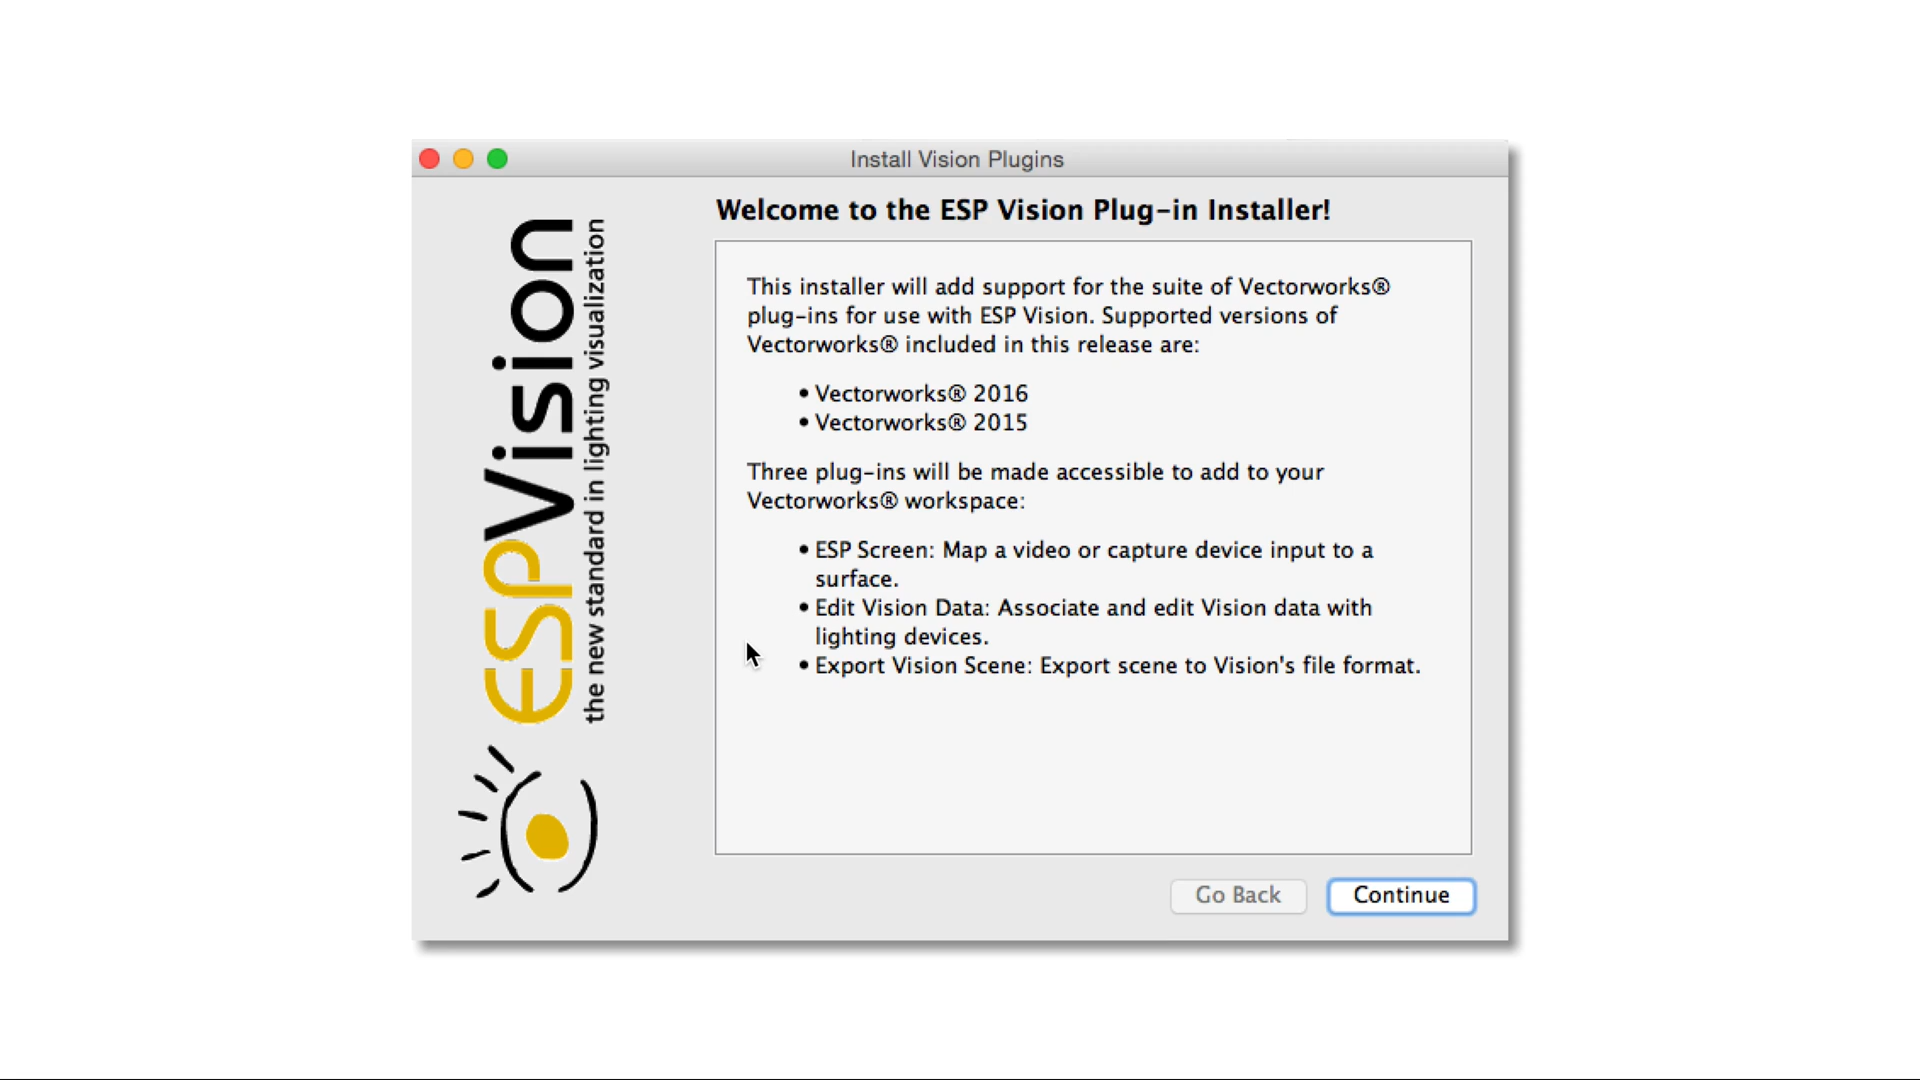 Install Vision Plugins
Welcome to the ESP Vision Plug-in Installer!
This installer will add support for the suite of Vectorworks®
plug-ins for use with ESP Vision. Supported versions of
Vectorworks® included in this release are:
• Vectorworks® 2016
• Vectorworks® 2015
Three plug-ins will be made accessible to add to your
Vectorworks® workspace:
• ESP Screen: Map a video or capture device input to a
surface.
• Edit Vision Data: Associate and edit Vision data with
lighting devices.
• Export Vision Scene: Export scene to Vision's file format.
Go Back
Continue
espVision
the new standard in lighting visualization